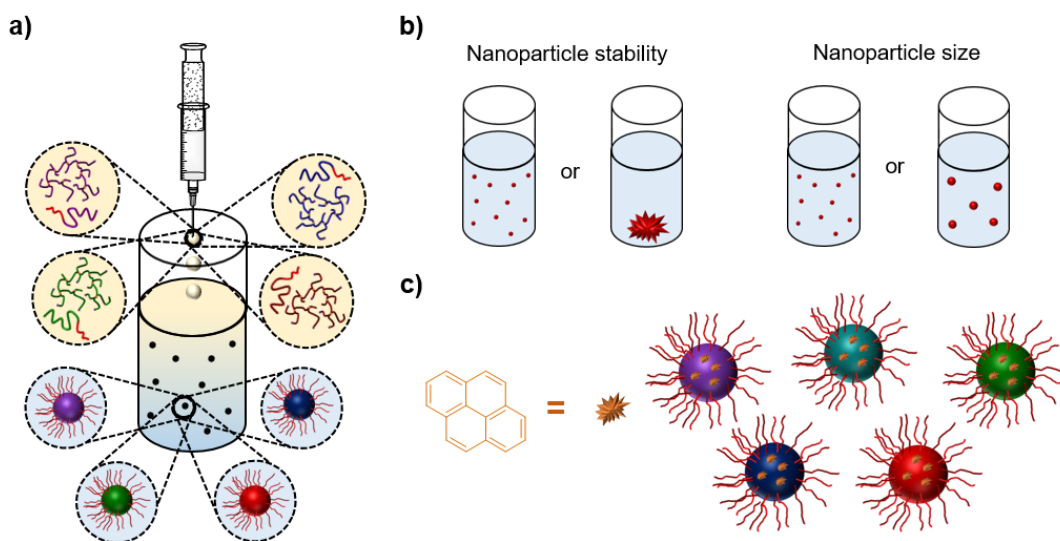 a)
b)
Nanoparticle stability
Nanoparticle size
or
or
c)
=